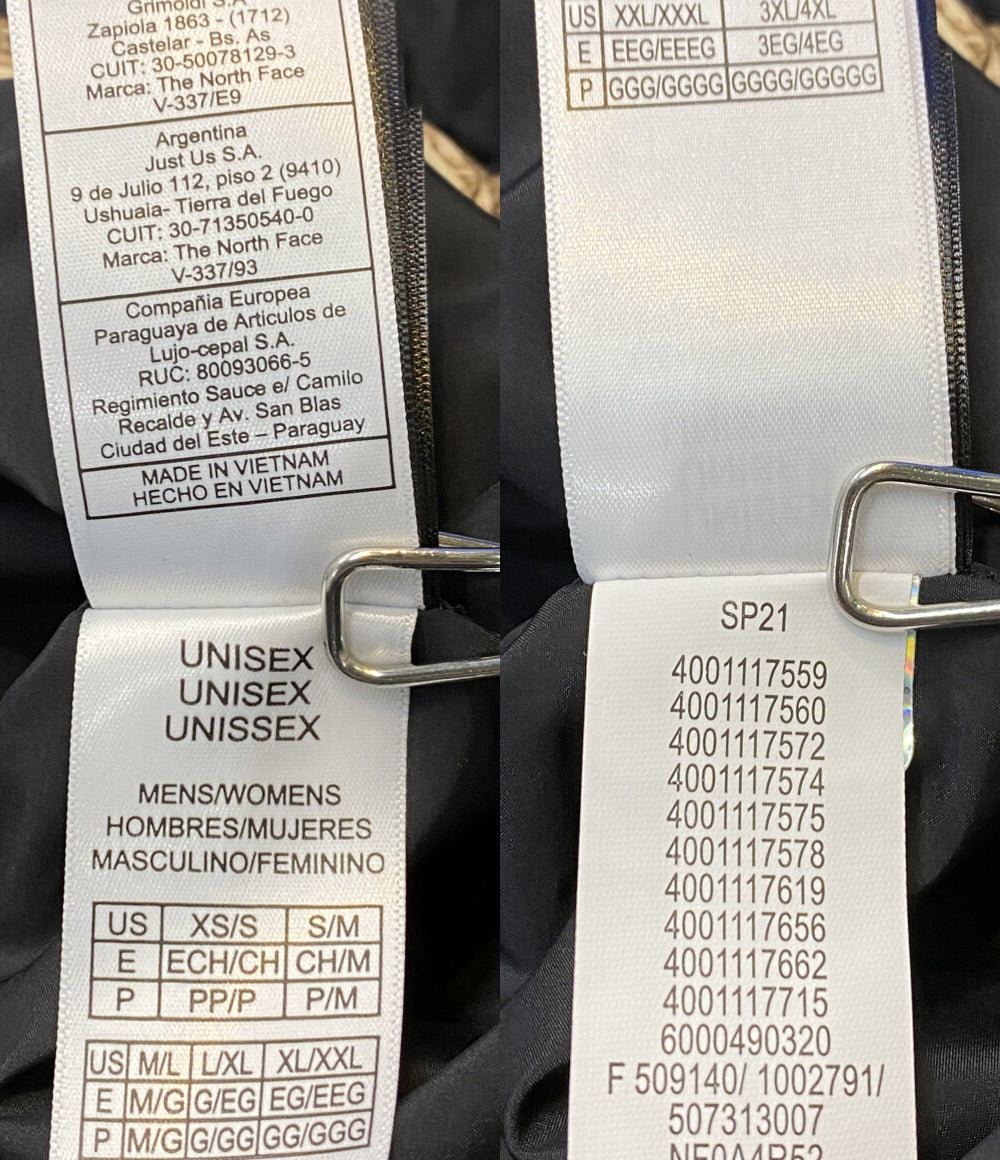 Grimoldi S.A
Zapiola 1863 - (1712)
Castelar - Bs. As
CUIT: 30-50078129-3
Marca: The North Face
V-337/E9
Argentina
Just Us S.A.
9 de Julio 112, piso 2 (9410)
Ushuaia- Tierra del Fuego
CUIT: 30-71350540-0
Marca: The North Face
V-337/93
Compañia Europea
Paraguaya de Articulos de
Lujo-cepal S.A.
RUC: 80093066-5
Regimiento Sauce e/ Camilo
Recalde y Av. San Blas
Ciudad del Este – Paraguay
MADE IN VIETNAM
HECHO EN VIETNAM
UNISEX
UNISEX
UNISSEX
MENS/WOMENS
HOMBRES/MUJERES
MASCULINO/FEMININO
US XS/S S/M
E ECH/CH CH/M
P PP/P P/M
US M/L L/XL XL/XXL
E M/G G/EG EG/EEG
P M/G G/GG GG/GGG
US XXL/XXXL 3XL/4XL
E EEG/EEEG 3EG/4EG
P GGG/GGGG GGGG/GGGGG
SP21
4001117559
4001117560
4001117572
4001117574
4001117575
4001117578
4001117619
4001117656
4001117662
4001117715
6000490320
F 509140/ 1002791/
507313007
NF0A4R52